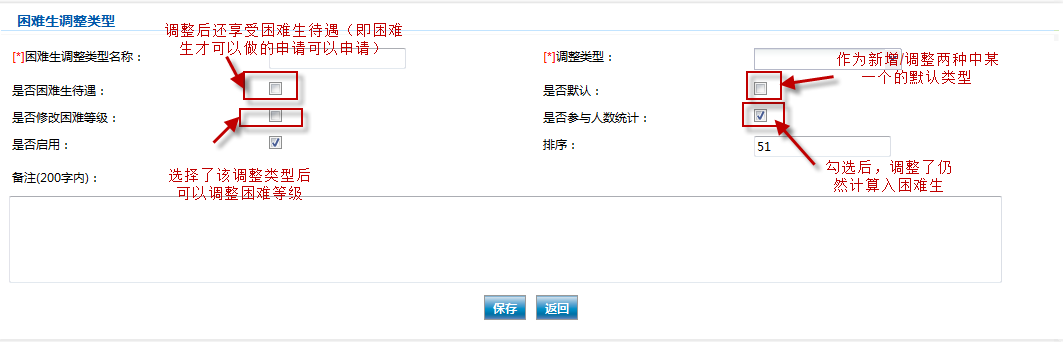 困难生调整类型
调整后还享受困难生待遇（即困难
生才可以做的申请可以申请）
[*]困难生调整类型名称：
[*]调整类型：
作为新增/调整两种中某
一个的默认类型
是否困难生待遇：
是否默认：
是否修改困难等级：
是否参与人数统计：
是否启用：
排序：
51
选择了该调整类型后
可以调整困难等级
勾选后，调整了仍
然计算入困难生
备注(200字内)：
保存
返回